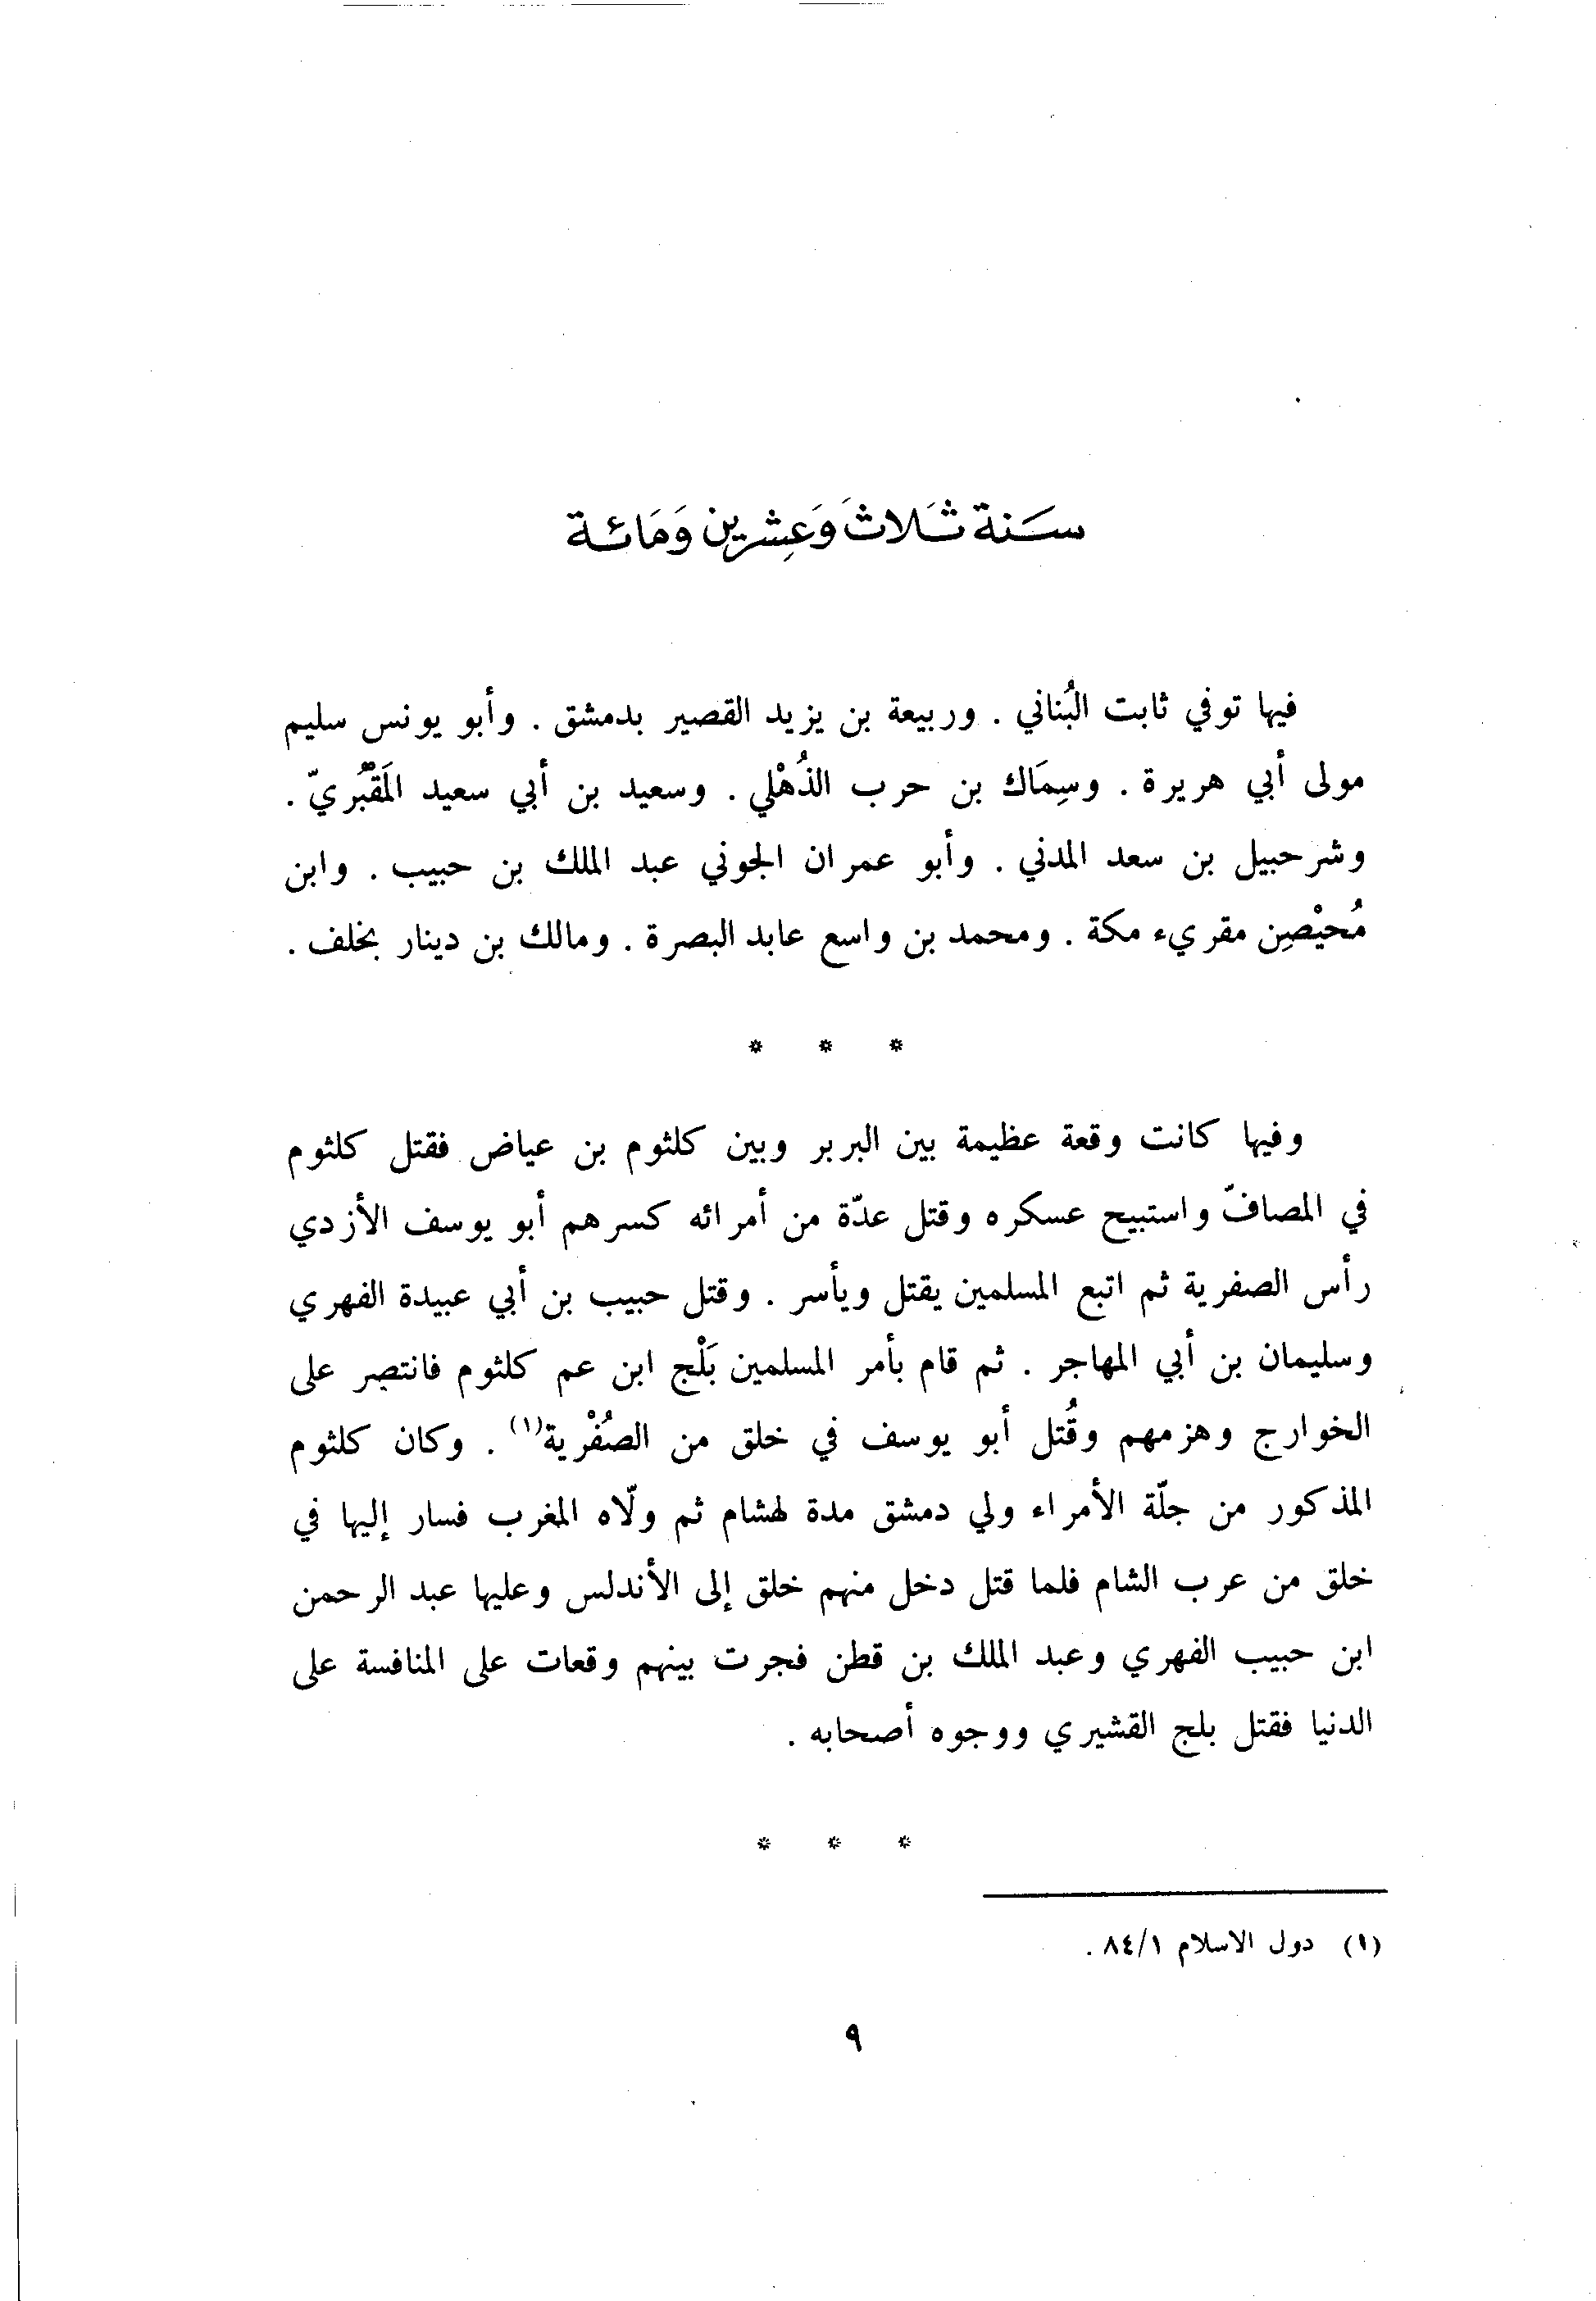 سَنة ثَلاثَ وَعِشرين وَمَائة
فيها توفي ثابت البُناني . وربيعة بن يزيد القصير بدمشق . وأبو يونس سليم
مولى أبي هريرة . وسِمَاك بن حرب الذُهْلي . وسعيد بن أبي سعيد المَقْبُريّ .
وشرحبيل بن سعد المدني . وأبو عمران الجوني عبد الملك بن حبيب . وابن
مُحيْصِن مقريء مكة . ومحمد بن واسع عابد البصرة . ومالك بن دينار بخلف .
* * *
وفيها كانت وقعة عظيمة بين البربر وبين كلثوم بن عياض فقتل كلثوم
في المصافّ واستبيح عسكره وقتل عدّة من أمرائه كسرهم أبو يوسف الأزدي
رأس الصفرية ثم اتبع المسلمين يقتل ويأسر . وقتل حبيب بن أبي عبيدة الفهري
وسليمان بن أبي المهاجر . ثم قام بأمر المسلمين بَلْج ابن عم كلثوم فانتصر على
الخوارج وهزمهم وقُتل أبو يوسف في خلق من الصُفْرية(١) . وكان كلثوم
المذكور من جلّة الأمراء ولي دمشق مدة لهشام ثم ولّاه المغرب فسار إليها في
خلق من عرب الشام فلما قتل دخل منهم خلق إلى الأندلس وعليها عبد الرحمن
ابن حبيب الفهري وعبد الملك بن قطن فجرت بينهم وقعات على المنافسة على
الدنيا فقتل بلج القشيري ووجوه أصحابه .
* * *
(١) دول الاسلام ٨٤/١ .
٩